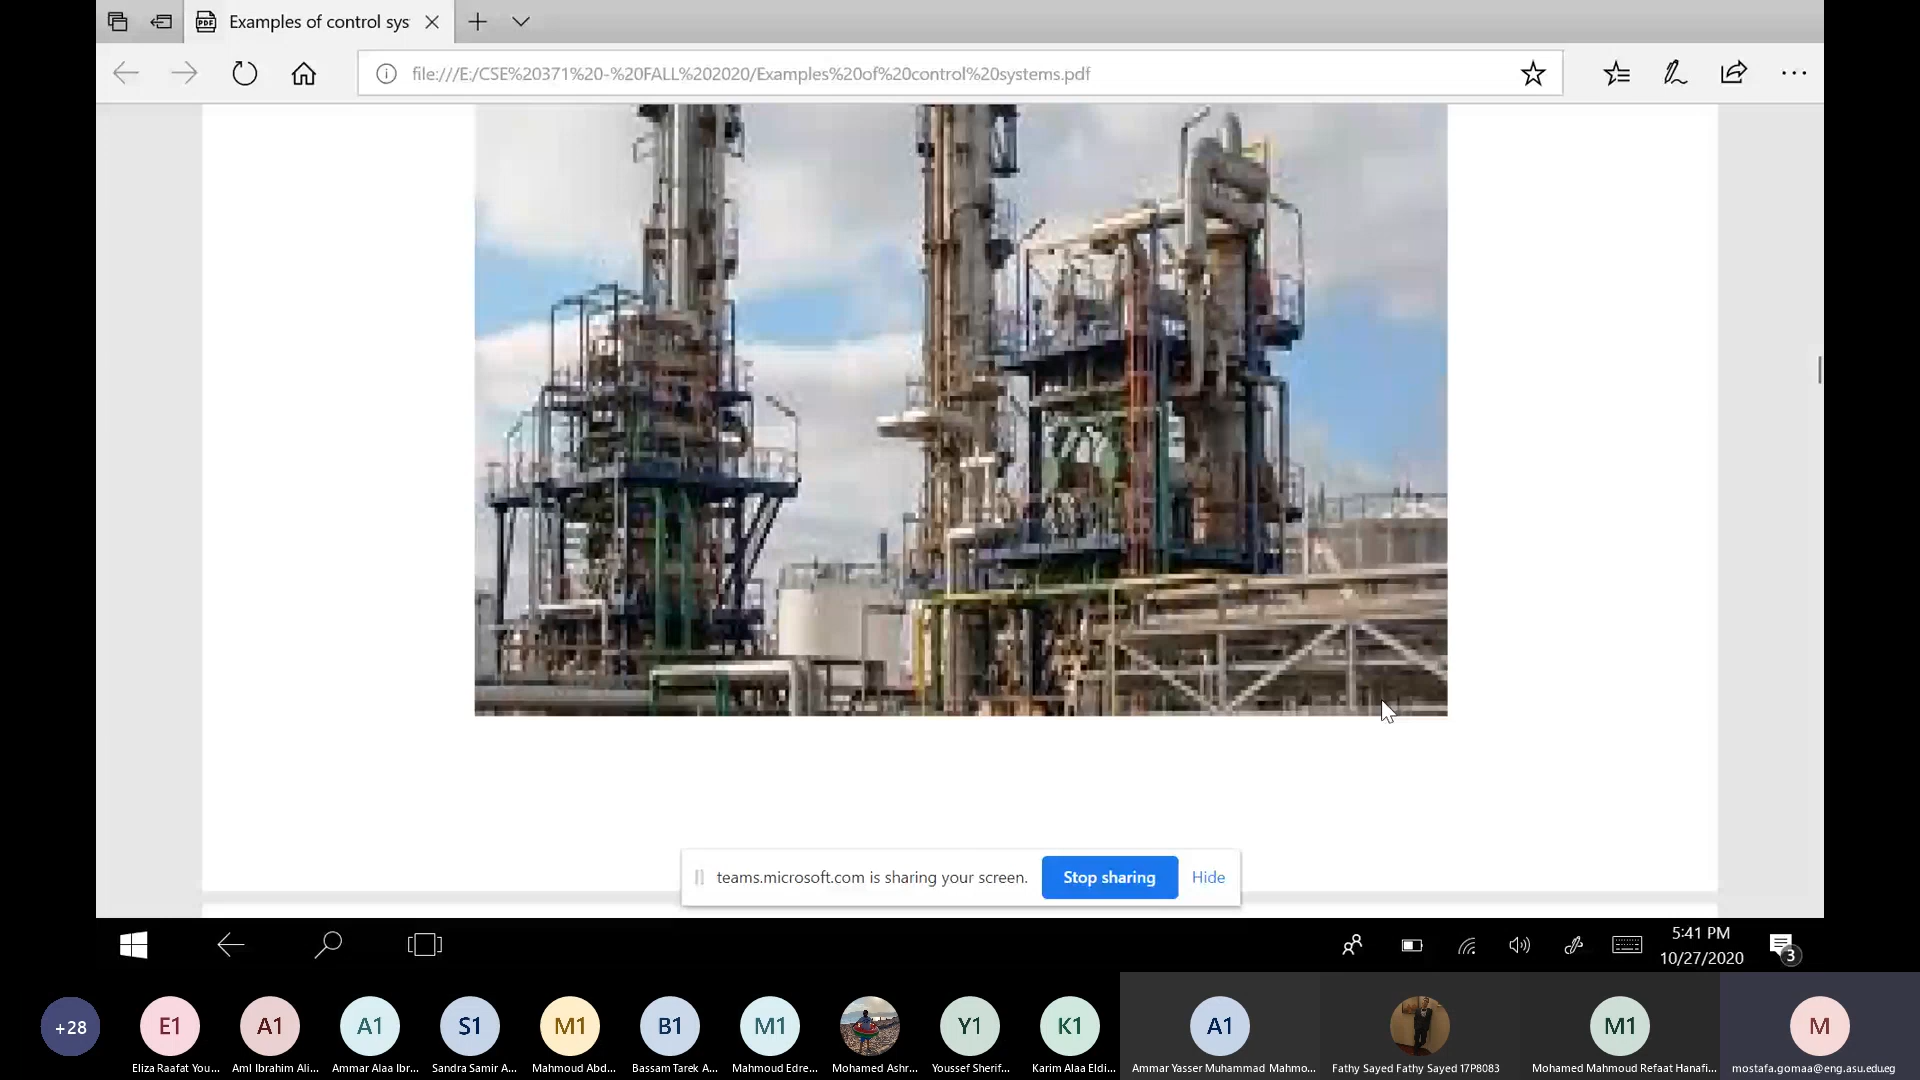 Examples of control sys
file:///E:/CSE%20371%20-%20FALL%202020/Examples%20of%20control%20systems.pdf
teams.microsoft.com is sharing your screen.
Stop sharing
Hide
5:41 PM
10/27/2020
3
+28
E1
A1
A1
S1
M1
B1
M1
Y1
K1
A1
M1
M
Eliza Raafat You...
Aml Ibrahim Ali...
Ammar Alaa Ibr...
Sandra Samir A...
Mahmoud Abd...
Bassam Tarek A...
Mahmoud Edre...
Mohamed Ashr...
Youssef Sherif...
Karim Alaa Eldi...
Ammar Yasser Muhammad Mahmo...
Fathy Sayed Fathy Sayed 17P8083
Mohamed Mahmoud Refaat Hanafi...
mostafa.gomaa@eng.asu.edu.eg